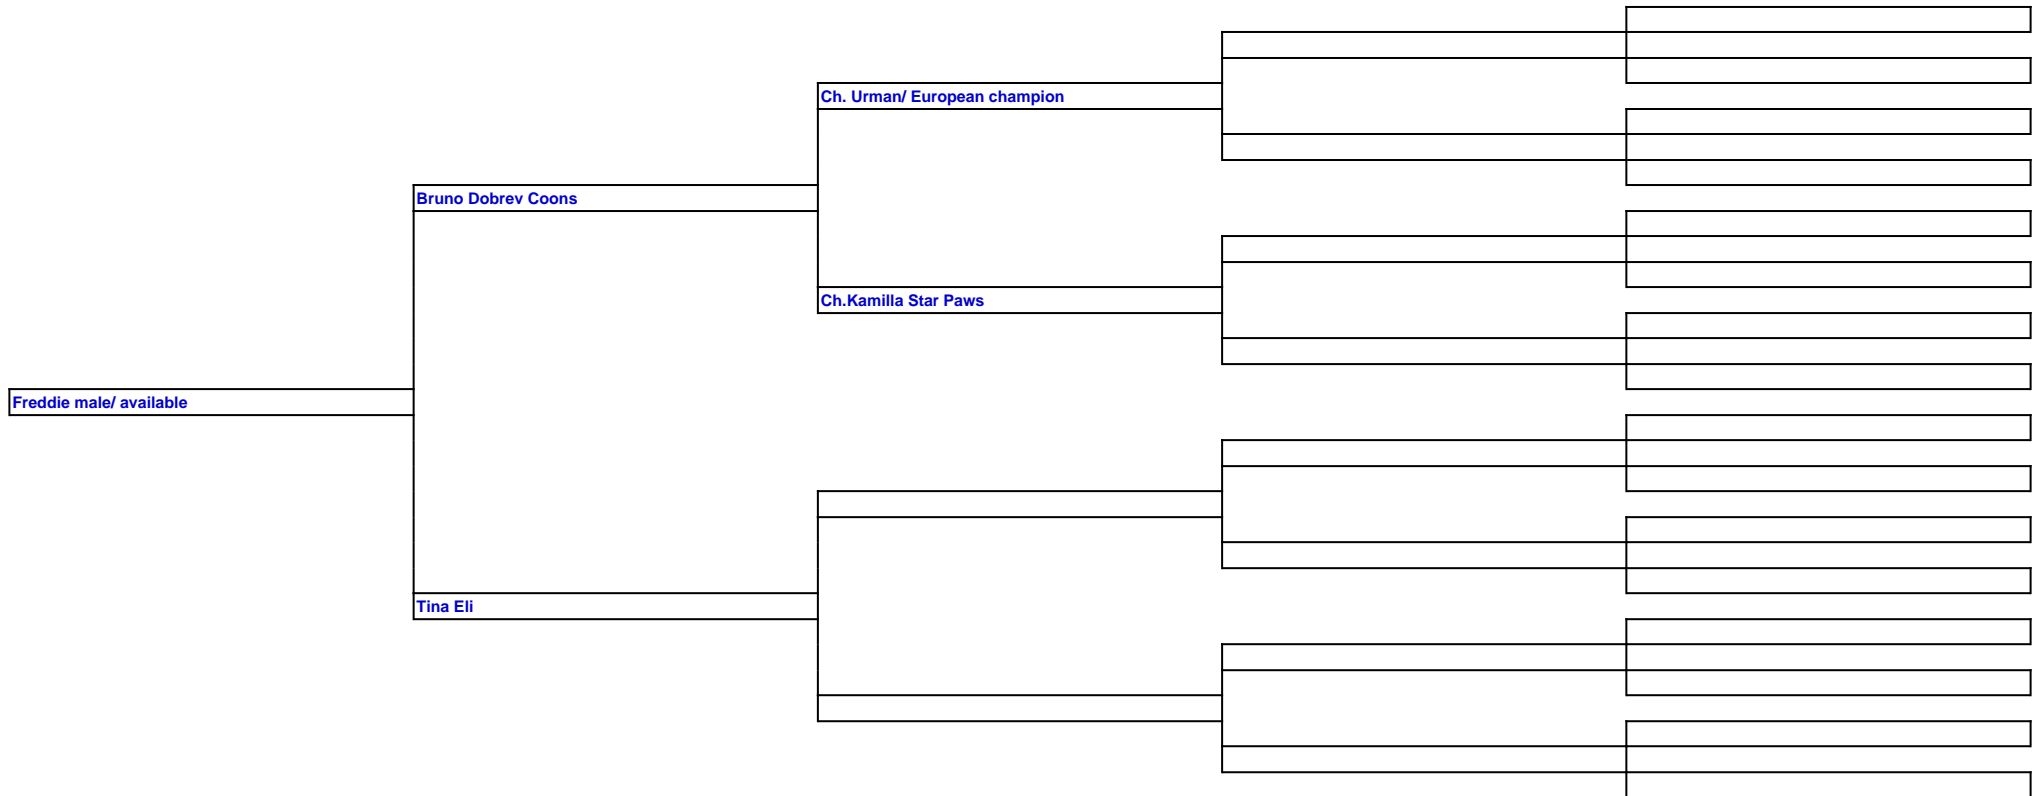 Ch. Urman/ European champion
Bruno Dobrev Coons
Ch.Kamilla Star Paws
Freddie male/ available
Tina Eli